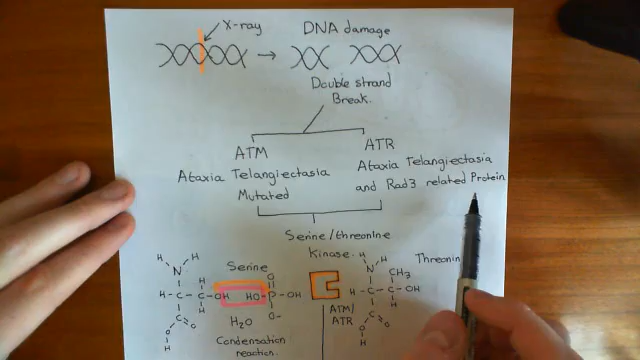 X-ray
DNA damage
Double strand
Break.
ATM
Ataxia Telangiectasia
Mutated
ATR
Ataxia Telangiectasia
and Rad3 related Protein
Serine/threonine
Kinase.
Serine
Threonin
H H
N
H
H-C-C-OH HO-P-OH
H
O
O-
C
O O
H
H₂O
Condensation
reaction.
ATM/
ATR
H H
N CH₃
H-C-C-OH
H
C
O O
H